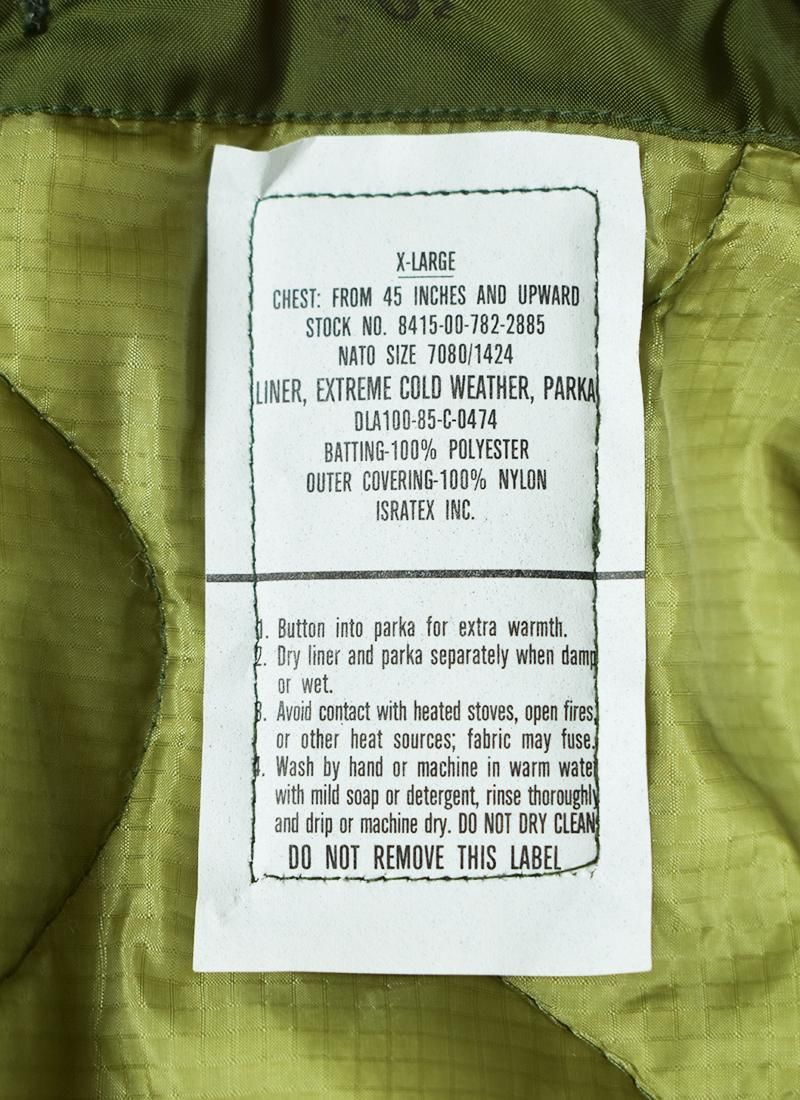 X-LARGE
CHEST: FROM 45 INCHES AND UPWARD
STOCK NO. 8415-00-782-2885
NATO SIZE 7080/1424
LINER, EXTREME COLD WEATHER, PARKA
DLA100-85-C-0474
BATTING-100% POLYESTER
OUTER COVERING-100% NYLON
ISRATEX INC.
1. Button into parka for extra warmth.
2. Dry liner and parka separately when damp
or wet.
3. Avoid contact with heated stoves, open fires,
or other heat sources; fabric may fuse.
4. Wash by hand or machine in warm water
with mild soap or detergent, rinse thoroughly
and drip or machine dry. DO NOT DRY CLEAN
DO NOT REMOVE THIS LABEL